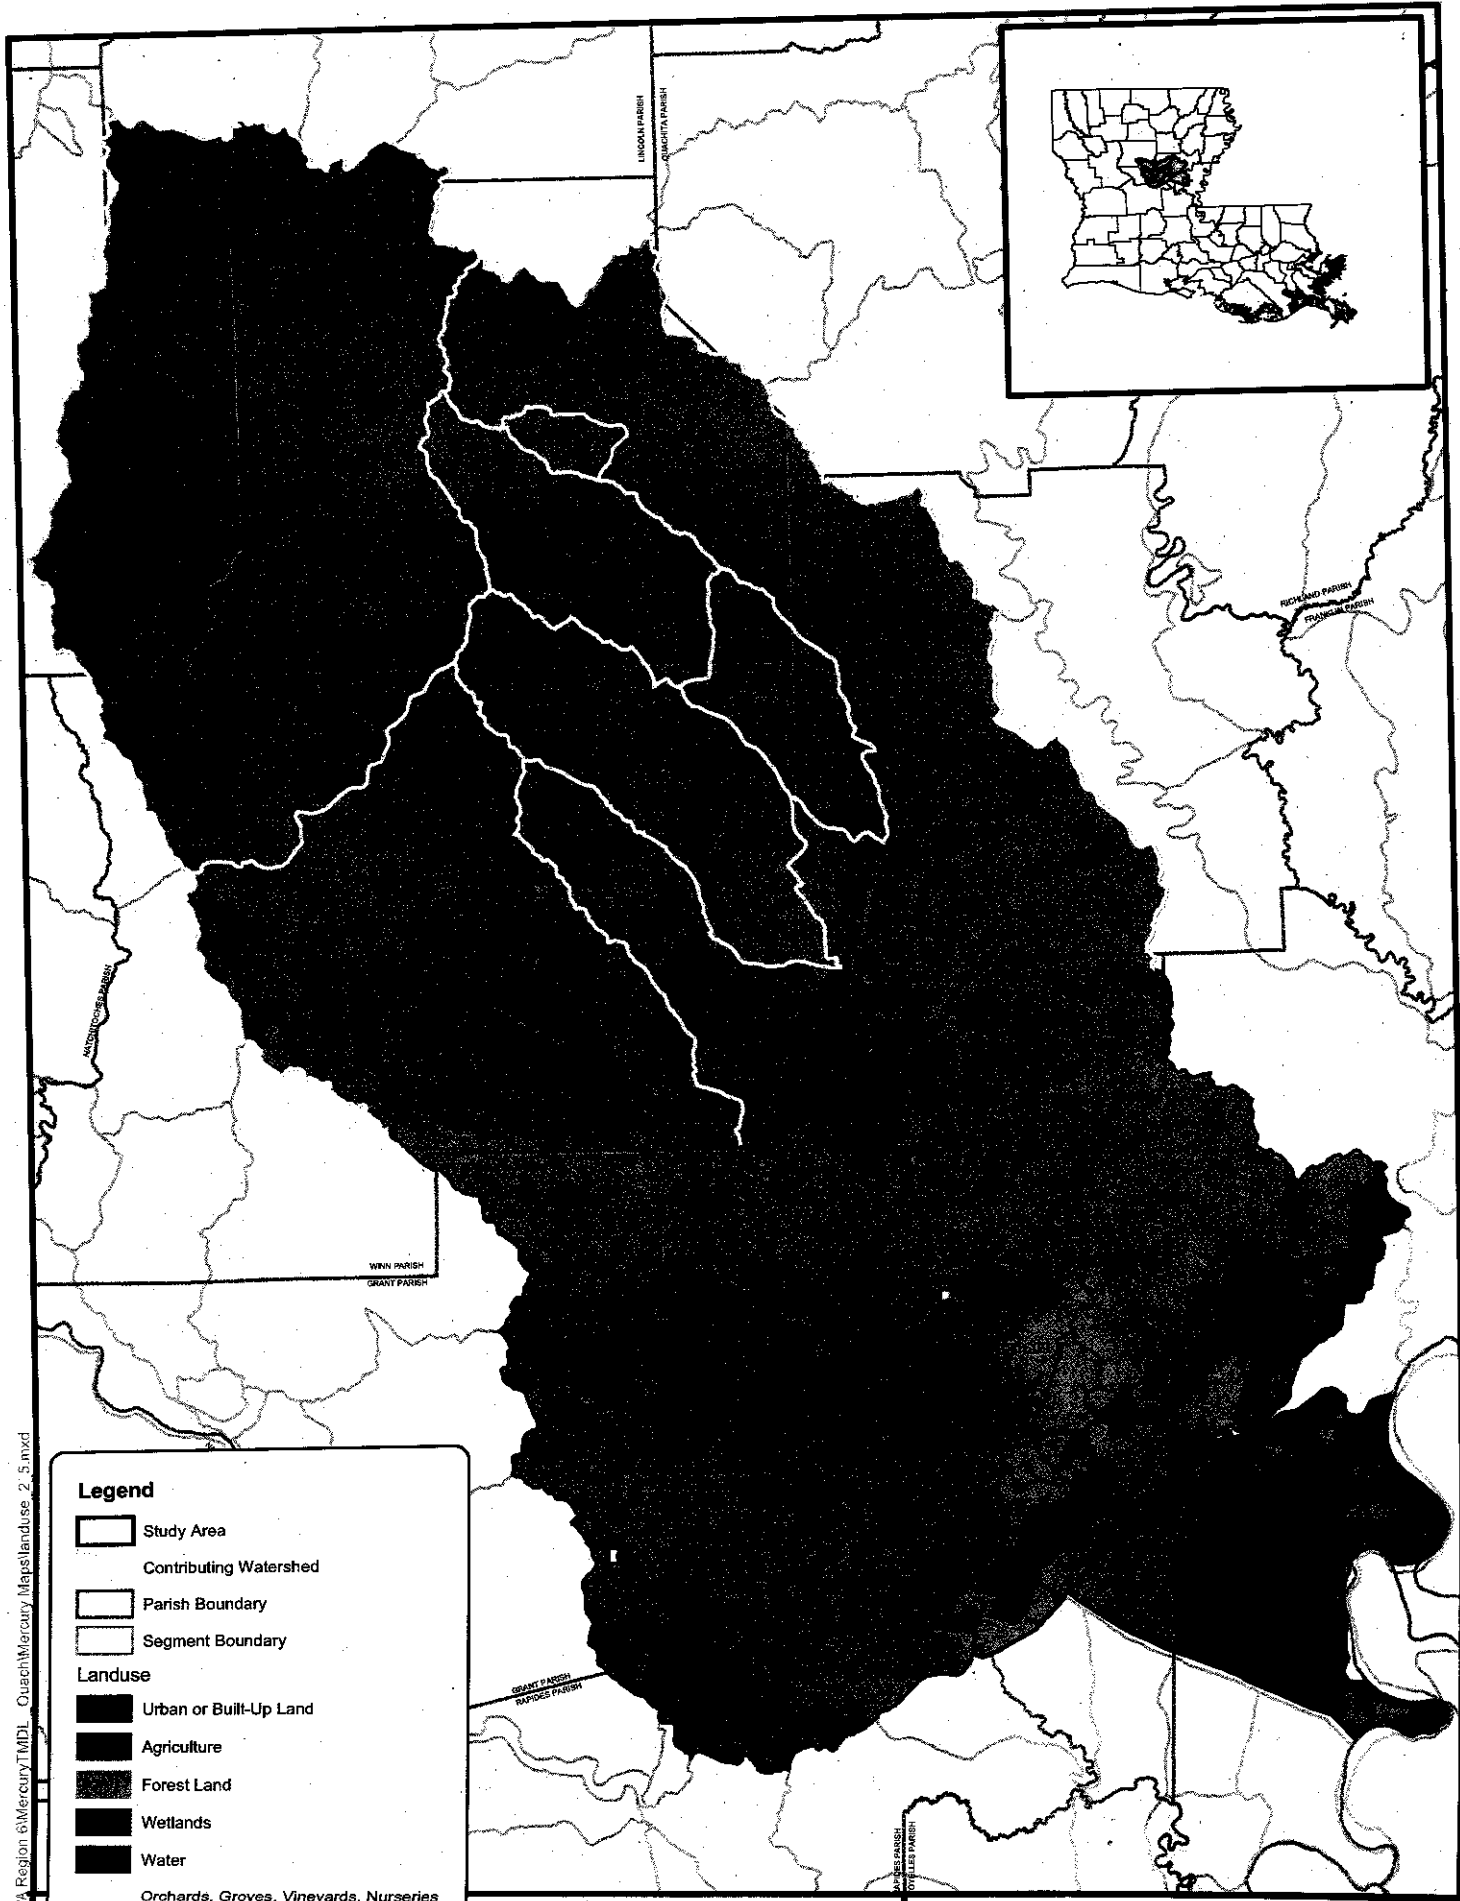 LINCOLN PARISH
OUACHITA PARISH
RICHLAND PARISH
FRANKLIN PARISH
NATCHITOCHES PARISH
WINN PARISH
GRANT PARISH
Legend
Study Area
Contributing Watershed
Parish Boundary
Segment Boundary
Landuse
Urban or Built-Up Land
Agriculture
Forest Land
Wetlands
Water
Orchards, Groves, Vineyards, Nurseries
GRANT PARISH
RAPIDES PARISH
RAPIDES PARISH
OYELLES PARISH
A Region 6\MercuryTMDL_Ouach\Mercury Maps\landuse_2_5.mxd